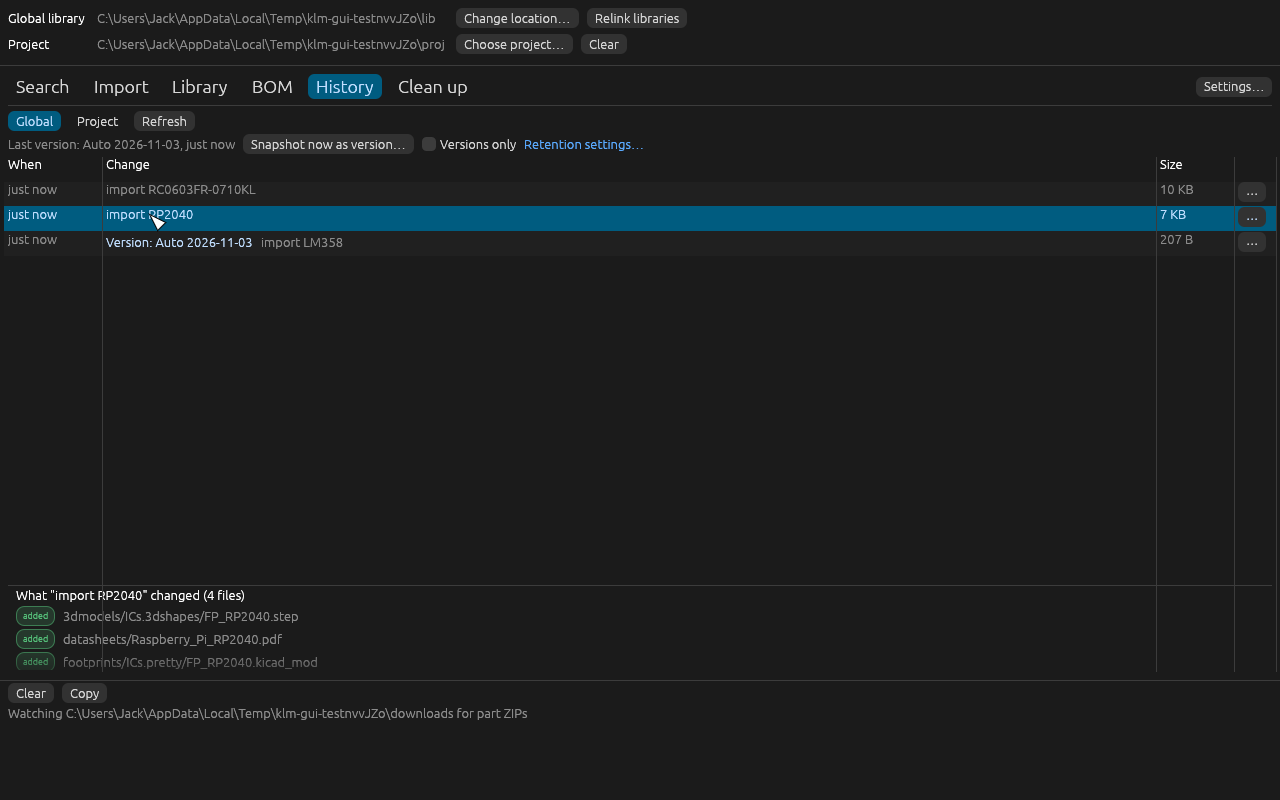 Global library C:\Users\Jack\AppData\Local\Temp\klm-gui-testnvvJZo\lib Change location… Relink libraries
Project C:\Users\Jack\AppData\Local\Temp\klm-gui-testnvvJZo\proj Choose project… Clear
Search Import Library BOM History Clean up Settings…
Global Project Refresh
Last version: Auto 2026-11-03, just now Snapshot now as version… Versions only Retention settings…
When Change Size
just now import RC0603FR-0710KL 10 KB …
just now import RP2040 7 KB …
just now Version: Auto 2026-11-03 import LM358 207 B …
What "import RP2040" changed (4 files)
added 3dmodels/ICs.3dshapes/FP_RP2040.step
added datasheets/Raspberry_Pi_RP2040.pdf
added footprints/ICs.pretty/FP_RP2040.kicad_mod
Clear Copy
Watching C:\Users\Jack\AppData\Local\Temp\klm-gui-testnvvJZo\downloads for part ZIPs